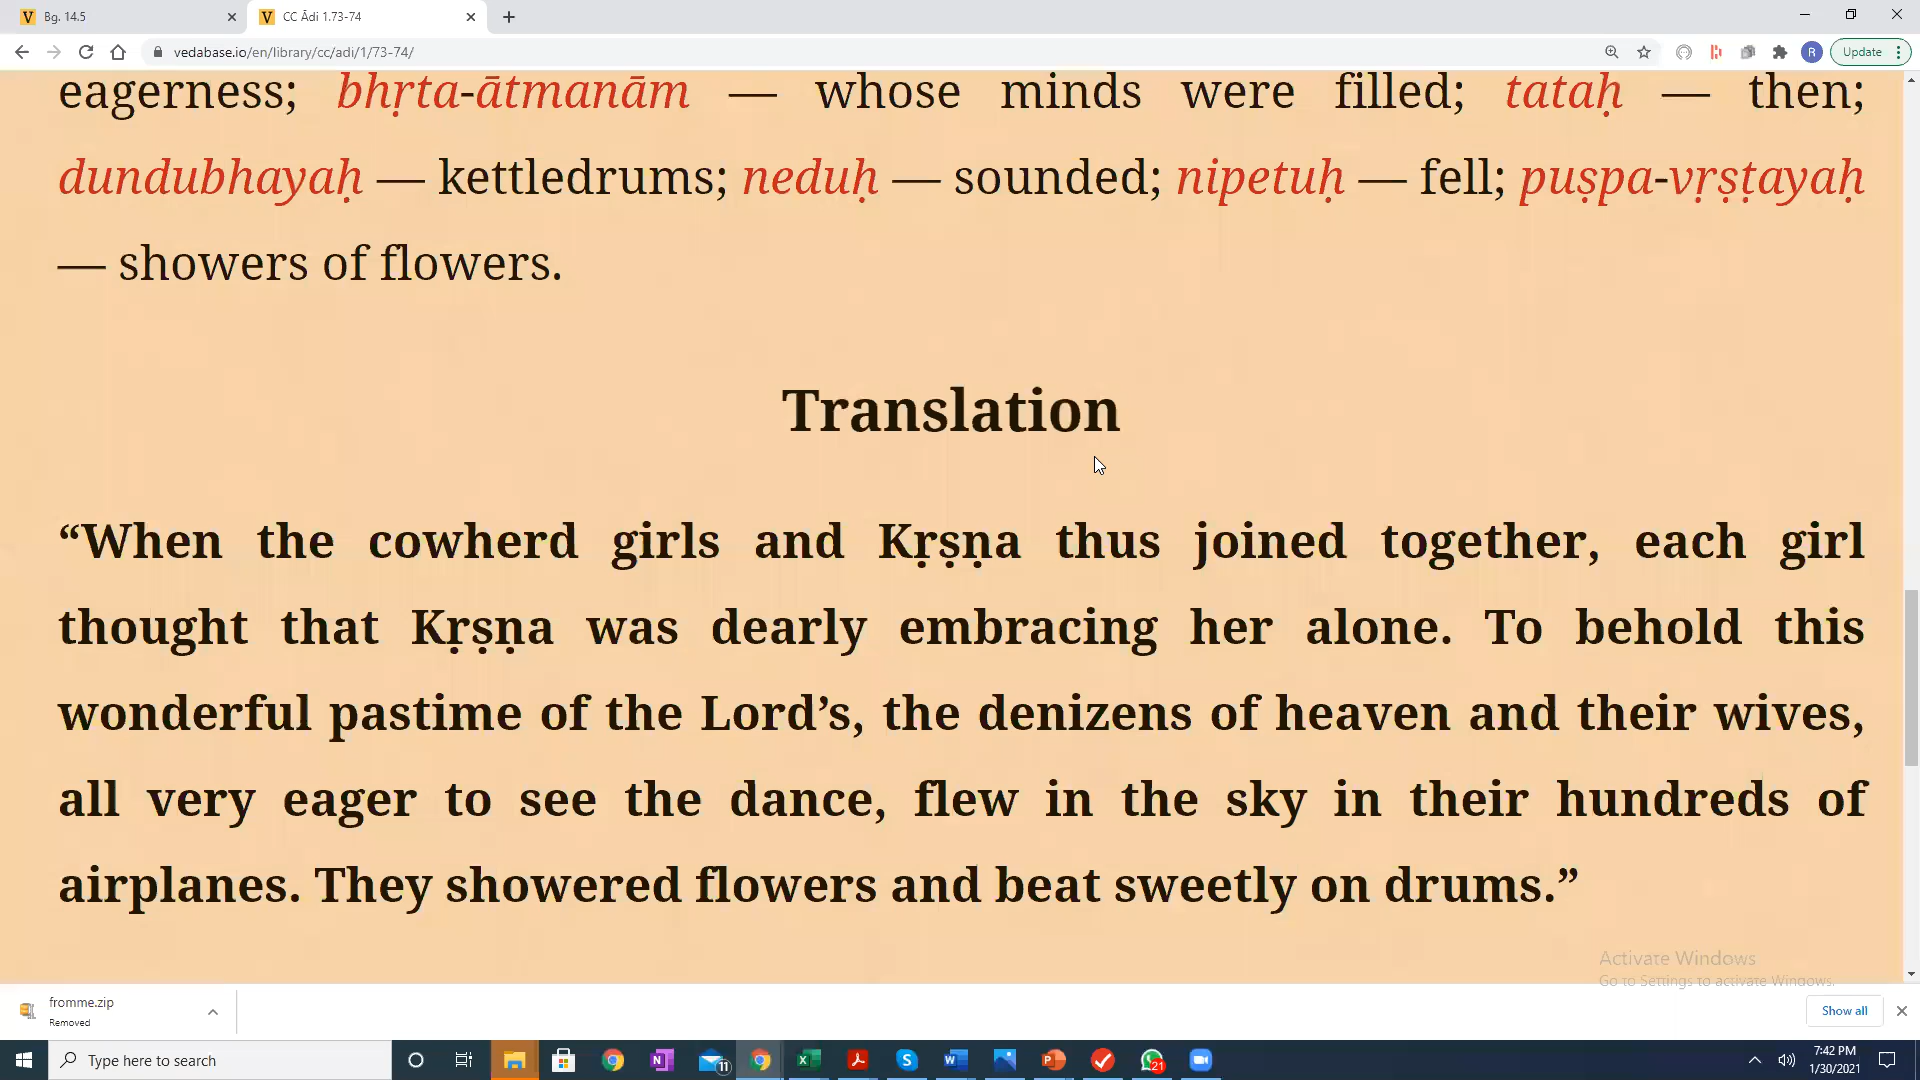 Bg. 14.5
CC Ādi 1.73-74
vedabase.io/en/library/cc/adi/1/73-74/
R
Update
eagerness; bhṛta-ātmanām — whose minds were filled; tataḥ — then;
dundubhayaḥ — kettledrums; neduḥ — sounded; nipetuḥ — fell; puṣpa-vṛṣṭayaḥ
— showers of flowers.
Translation
“When the cowherd girls and Kṛṣṇa thus joined together, each girl
thought that Kṛṣṇa was dearly embracing her alone. To behold this
wonderful pastime of the Lord’s, the denizens of heaven and their wives,
all very eager to see the dance, flew in the sky in their hundreds of
airplanes. They showered flowers and beat sweetly on drums.”
Activate Windows
Go to Settings to activate Windows.
fromme.zip
Removed
Show all
Type here to search
11
21
7:42 PM
1/30/2021